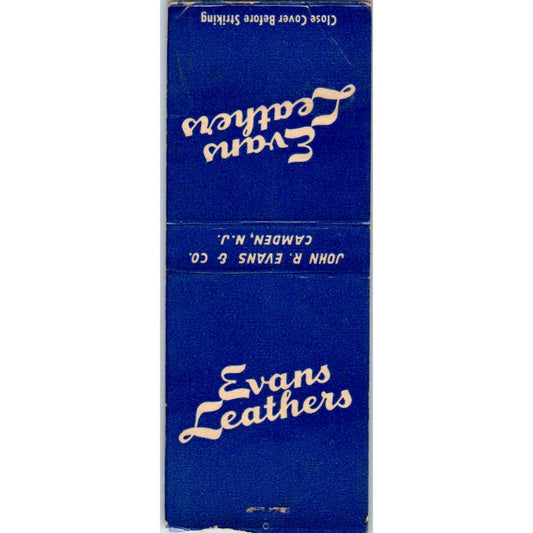 Close Cover Before Striking
Evans
Leathers
JOHN R. EVANS & CO.
CAMDEN, N.J.
Evans
Leathers